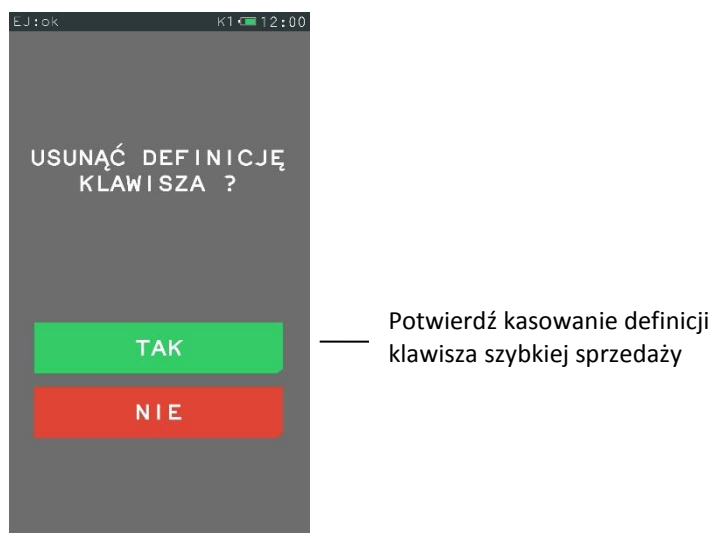 EJ:ok K1 12:00
USUNĄĆ DEFINICJĘ
KLAWISZA ?
TAK
NIE
Potwierdź kasowanie definicji
klawisza szybkiej sprzedaży